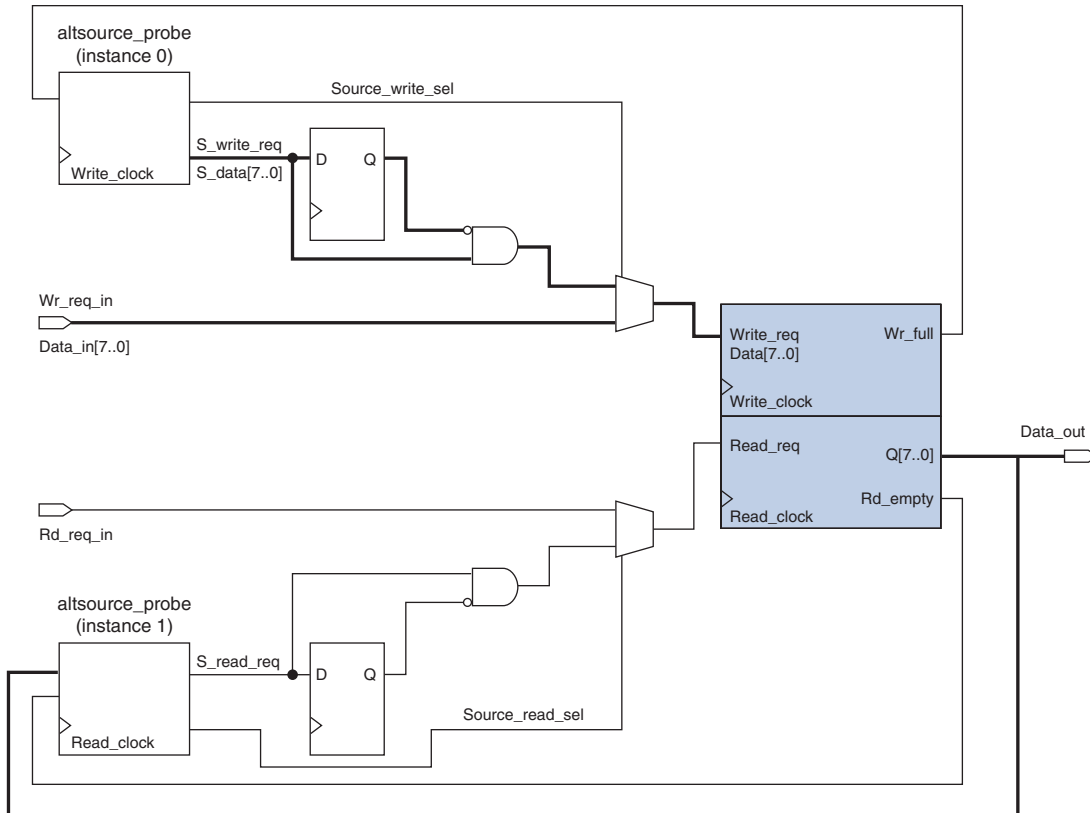 altsource_probe
(instance 0)
Source_write_sel
S_write_req
D Q
Write_clock
S_data[7..0]
Wr_req_in
Data_in[7..0]
Write_req
Wr_full
Data[7..0]
Write_clock
Data_out
Read_req
Q[7..0]
Rd_empty
Read_clock
Rd_req_in
altsource_probe
(instance 1)
S_read_req
D Q
Source_read_sel
Read_clock